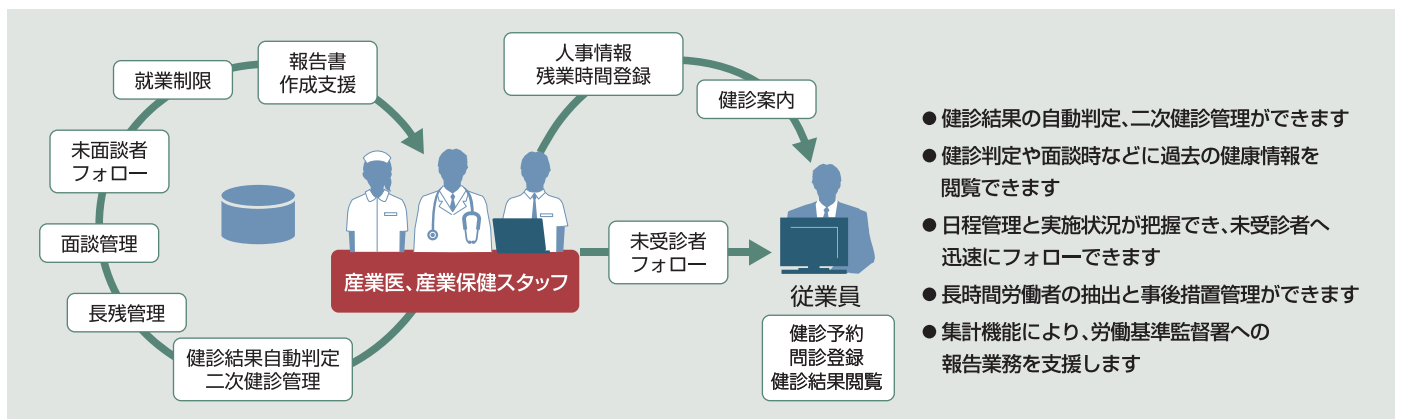 報告書
作成支援
就業制限
未面談者
フォロー
面談管理
長残管理
健診結果自動判定
二次健診管理
産業医、産業保健スタッフ
人事情報
残業時間登録
健診案内
未受診者
フォロー
従業員
健診予約
問診登録
健診結果閲覧
●健診結果の自動判定、二次健診管理ができます
●健診判定や面談時などに過去の健康情報を
閲覧できます
●日程管理と実施状況が把握でき、未受診者へ
迅速にフォローできます
●長時間労働者の抽出と事後措置管理ができます
●集計機能により、労働基準監督署への
報告業務を支援します